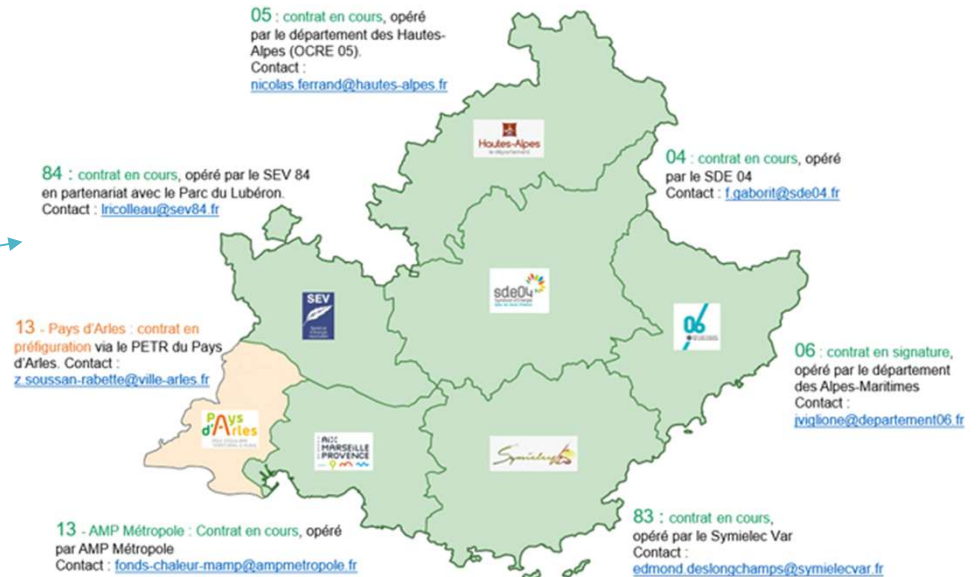 05 : contrat en cours, opéré
par le département des Hautes-
Alpes (OCRE 05).
Contact :
nicolas.ferrand@hautes-alpes.fr
Hautes-Alpes
le département
84 : contrat en cours, opéré par le SEV 84
en partenariat avec le Parc du Lubéron.
Contact : lricolleau@sev84.fr
04 : contrat en cours, opéré
par le SDE 04
Contact : f.gaborit@sde04.fr
SEV
sde04
06
13 - Pays d'Arles : contrat en
préfiguration via le PETR du Pays
d'Arles. Contact :
z.soussan-rabette@ville-arles.fr
06 : contrat en signature,
opéré par le département
des Alpes-Maritimes
Contact :
jviglione@departement06.fr
Pays
d'Arles
AIX
MARSEILLE
PROVENCE
Symielec
13 - AMP Métropole : Contrat en cours, opéré
par AMP Métropole
Contact : fonds-chaleur-mamp@ampmetropole.fr
83 : contrat en cours,
opéré par le Symielec Var
Contact :
edmond.deslongchamps@symielecvar.fr